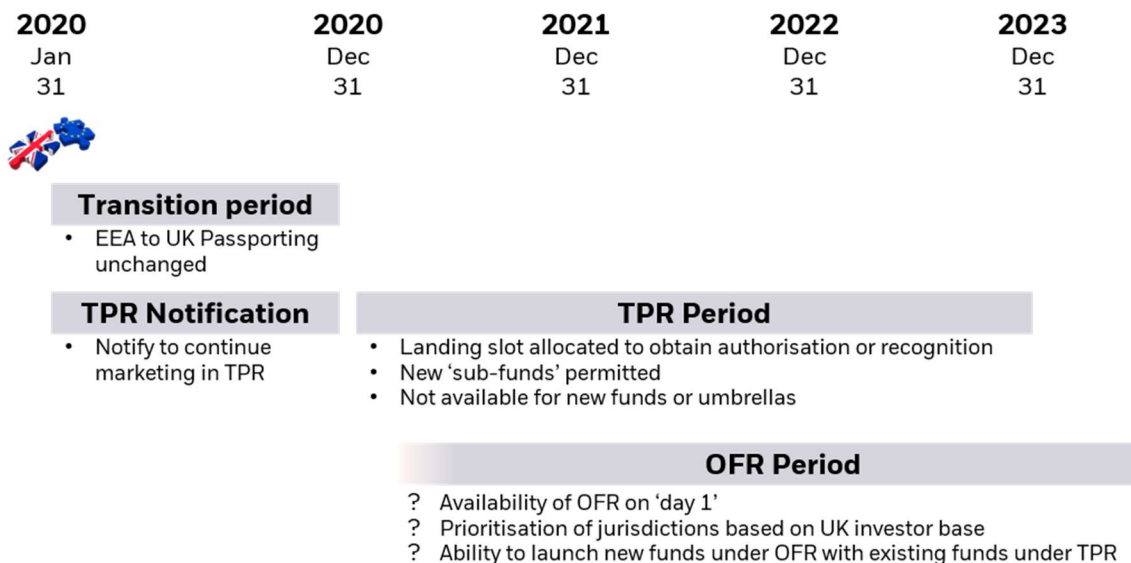 2020 2020 2021 2022 2023
Jan Dec Dec Dec Dec
31 31 31 31 31
Transition period
• EEA to UK Passporting
unchanged
TPR Notification
• Notify to continue
marketing in TPR
TPR Period
• Landing slot allocated to obtain authorisation or recognition
• New ‘sub-funds’ permitted
• Not available for new funds or umbrellas
OFR Period
? Availability of OFR on ‘day 1’
? Prioritisation of jurisdictions based on UK investor base
? Ability to launch new funds under OFR with existing funds under TPR